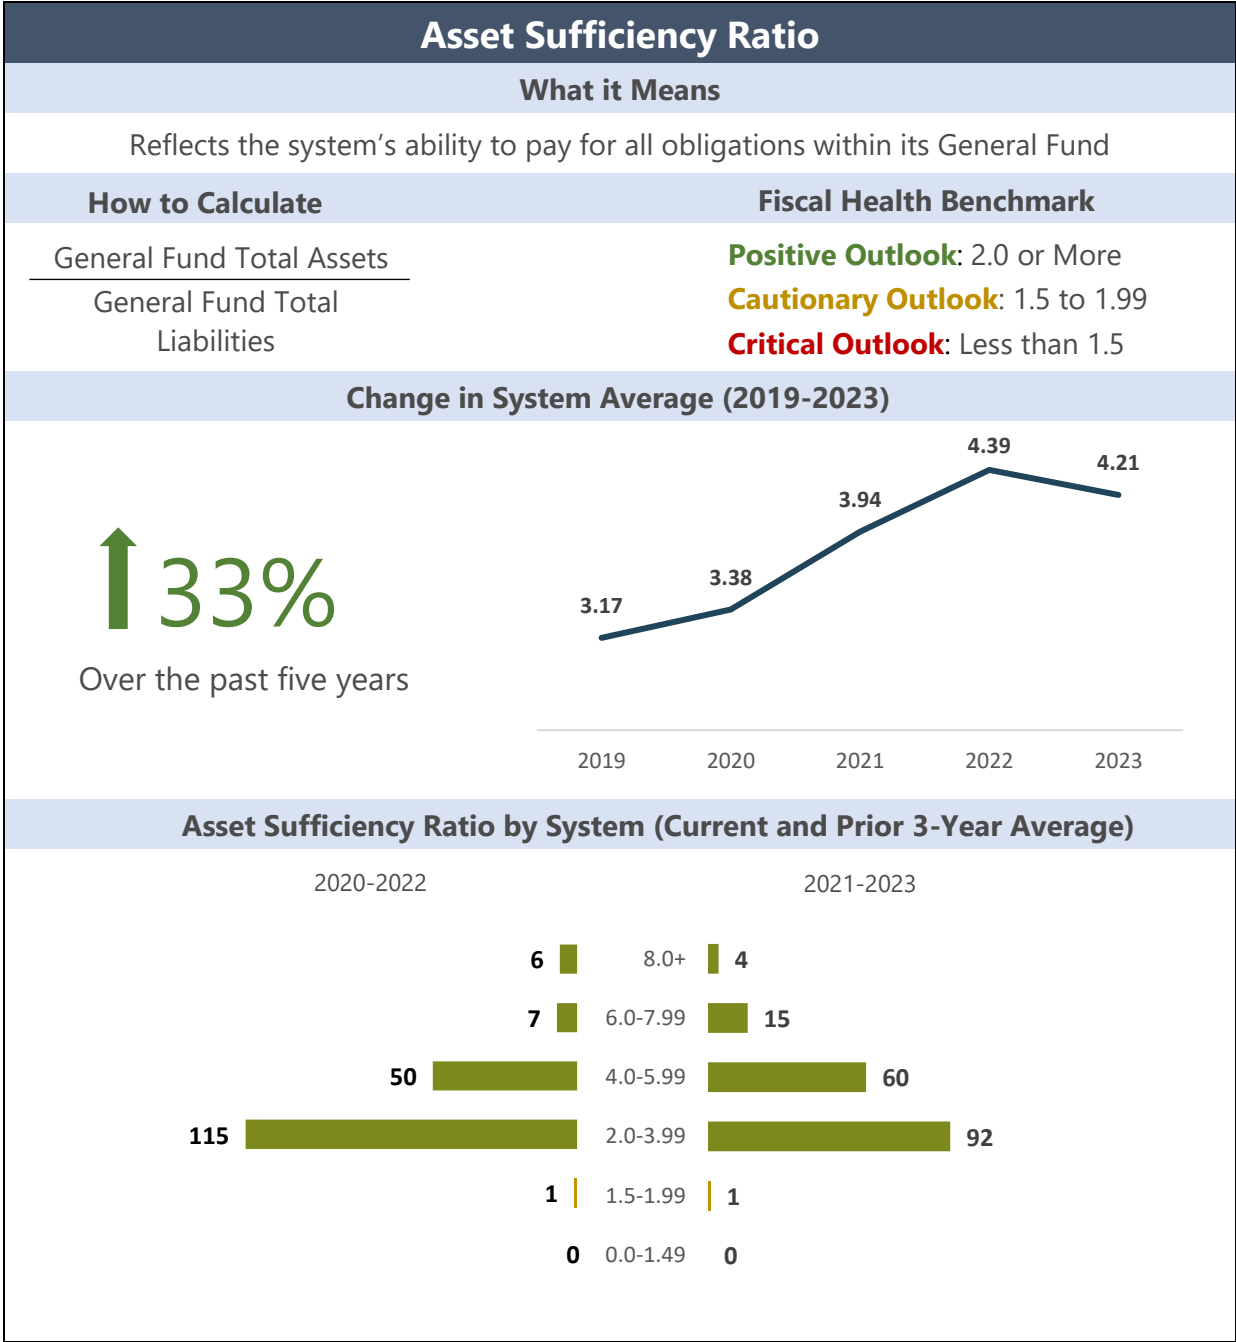 Asset Sufficiency Ratio
What it Means
Reflects the system’s ability to pay for all obligations within its General Fund
How to Calculate
General Fund Total Assets
General Fund Total
Liabilities
Fiscal Health Benchmark
Positive Outlook: 2.0 or More
Cautionary Outlook: 1.5 to 1.99
Critical Outlook: Less than 1.5
Change in System Average (2019-2023)
33%
Over the past five years
3.17
3.38
3.94
4.39
4.21
2019 2020 2021 2022 2023
Asset Sufficiency Ratio by System (Current and Prior 3-Year Average)
2020-2022 2021-2023
6 8.0+ 4
7 6.0-7.99 15
50 4.0-5.99 60
115 2.0-3.99 92
1 1.5-1.99 1
0 0.0-1.49 0